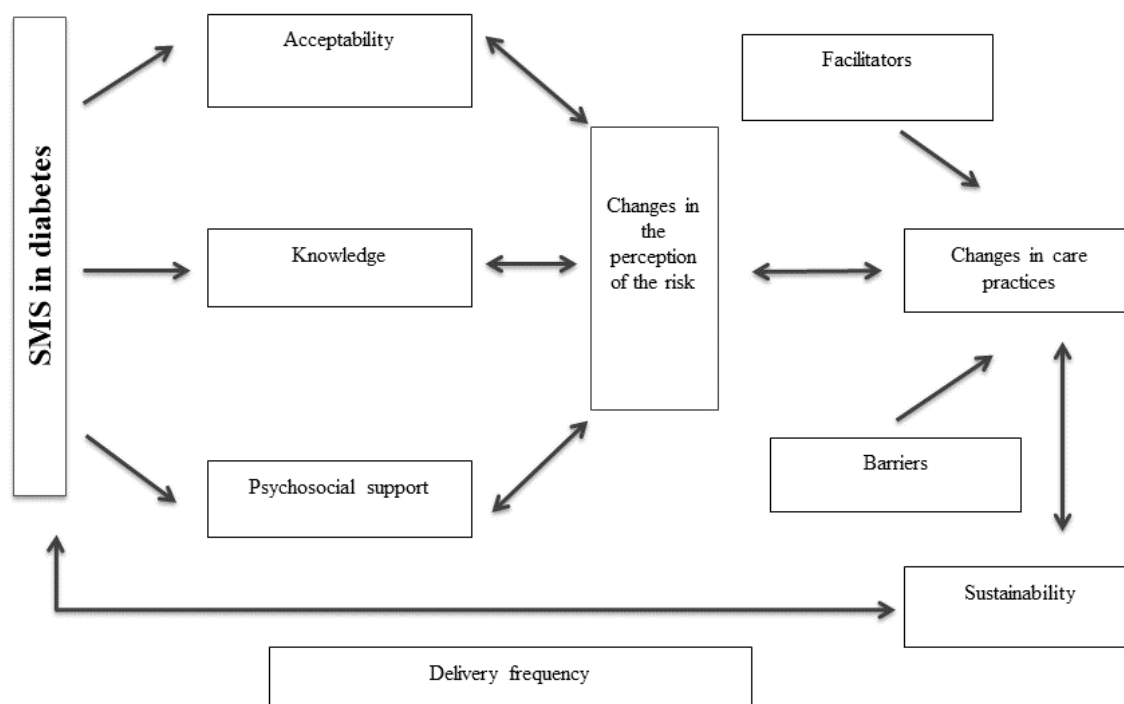 SMS in diabetes
Acceptability
Knowledge
Psychosocial support
Changes in
the
perception
of the risk
Facilitators
Changes in care
practices
Barriers
Sustainability
Delivery frequency